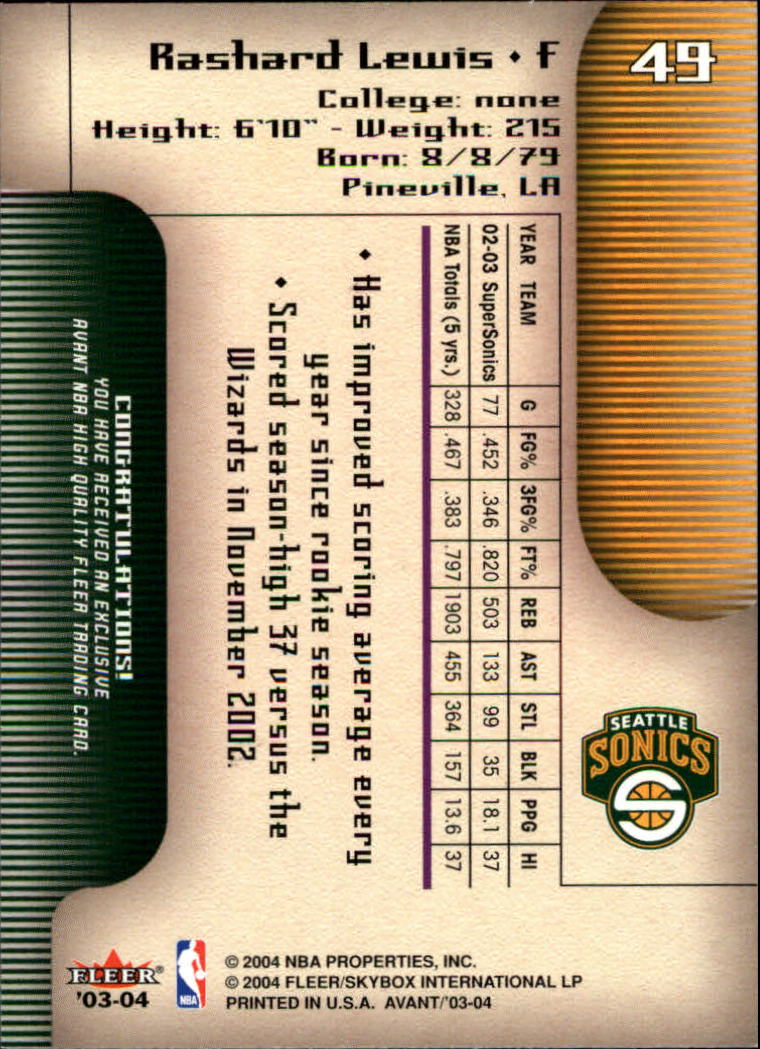 49
Rashard Lewis • F
College: none
Height: 6'10" - Weight: 215
Born: 8/8/79
Pineville, LA
YEAR TEAM G FG% 3FG% FT% REB AST STL BLK PPG HI
02-03 SuperSonics 77 .452 .346 .820 503 133 99 35 18.1 37
NBA Totals (5 yrs.) 328 .467 .383 .797 1903 455 364 157 13.6 37
• Has improved scoring average every
year since rookie season.
• Scored season-high 37 versus the
Wizards in November 2002.
CONGRATULATIONS!
YOU HAVE RECEIVED AN EXCLUSIVE
AVANT NBA HIGH QUALITY FLEER TRADING CARD.
SEATTLE
SONICS
S
FLEER®
'03-04
NBA
© 2004 NBA PROPERTIES, INC.
© 2004 FLEER/SKYBOX INTERNATIONAL LP
PRINTED IN U.S.A. AVANT/'03-04